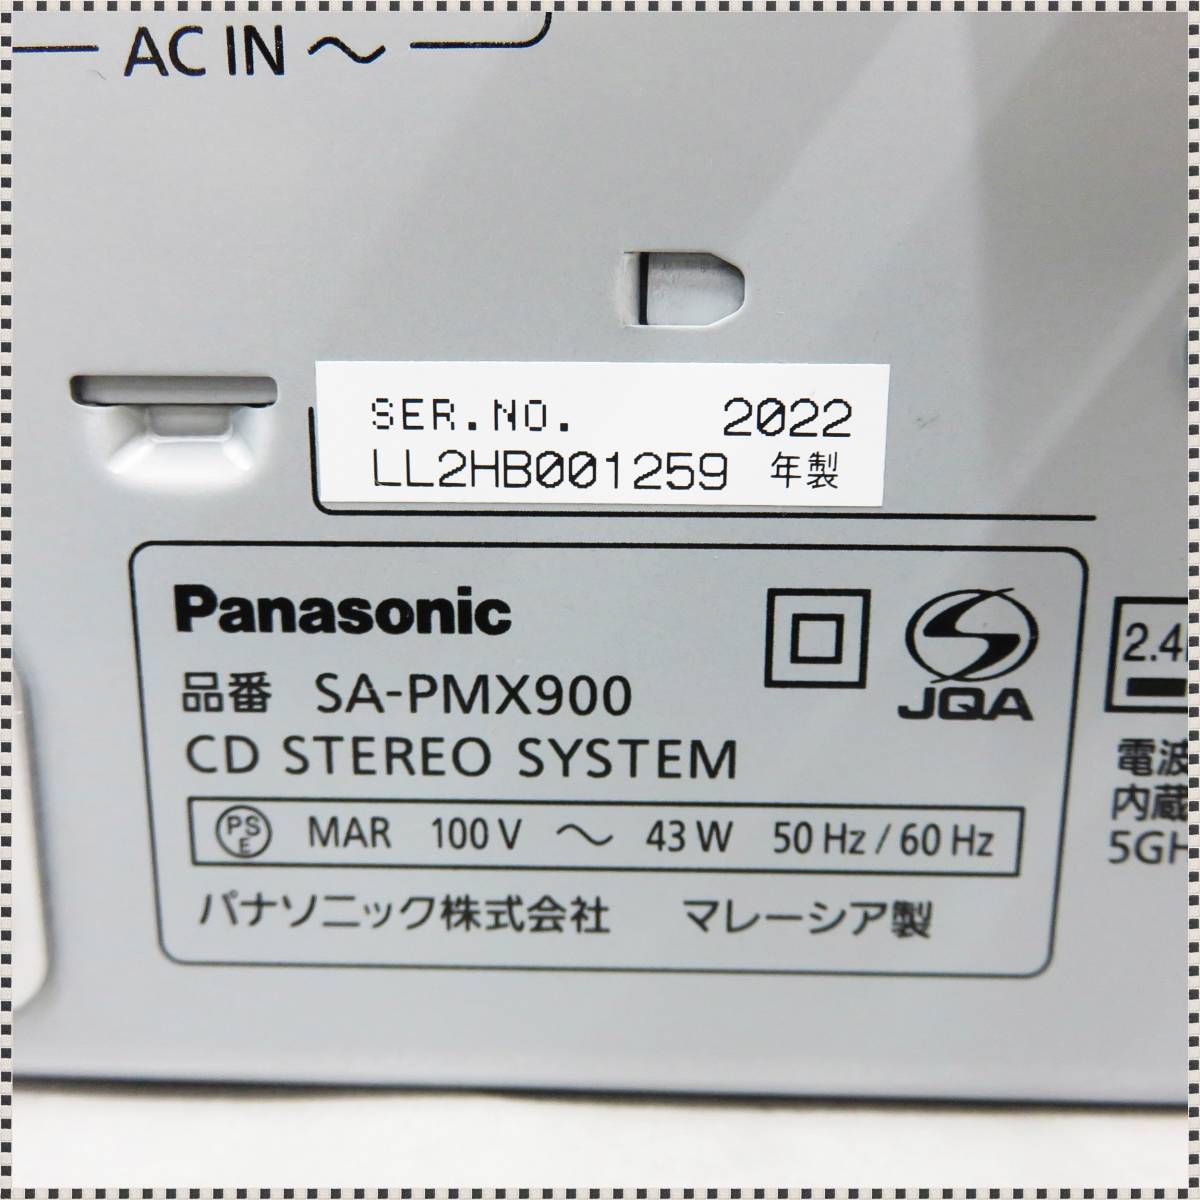 AC IN ～
SER.NO. 2022
LL2HB001259 年製
Panasonic
品番 SA-PMX900
CD STEREO SYSTEM
JQA
PS E MAR 100 V ～ 43 W 50 Hz / 60 Hz
パナソニック株式会社 マレーシア製
2.4
電波
内蔵
5GH